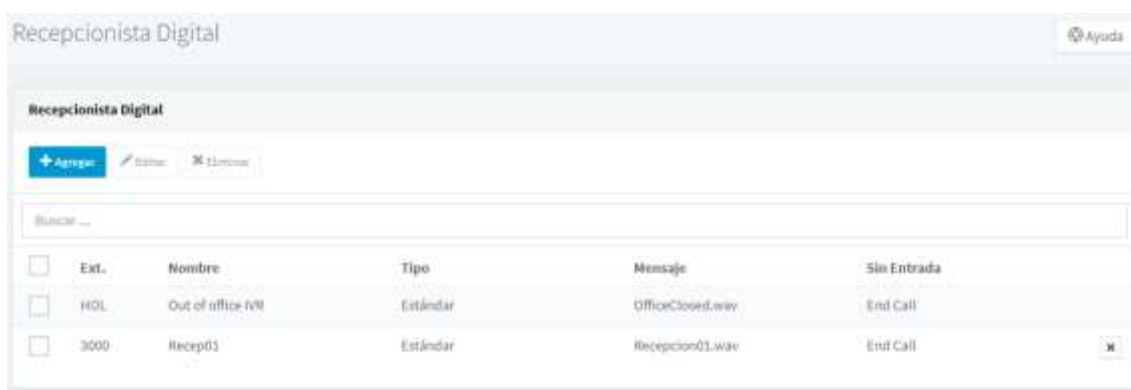 Recepcionista Digital
Ayuda
Recepcionista Digital
Agregar Editar Eliminar
Buscar ...
Ext. Nombre Tipo Mensaje Sin Entrada
HOL Out of office IVR Estándar OfficeClosed.wav End Call
3000 Recep01 Estándar Recepcion01.wav End Call